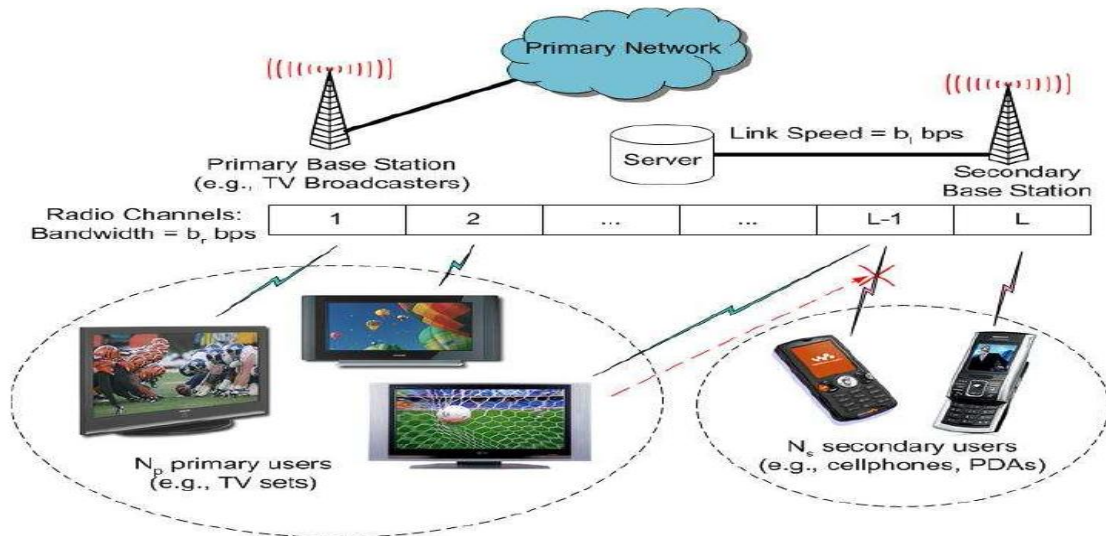 Primary Network
Primary Base Station
(e.g., TV Broadcasters)
Server
Link Speed = b_l bps
Secondary
Base Station
Radio Channels:
Bandwidth = b_r bps
1
2
...
...
L-1
L
N_p primary users
(e.g., TV sets)
N_s secondary users
(e.g., cellphones, PDAs)